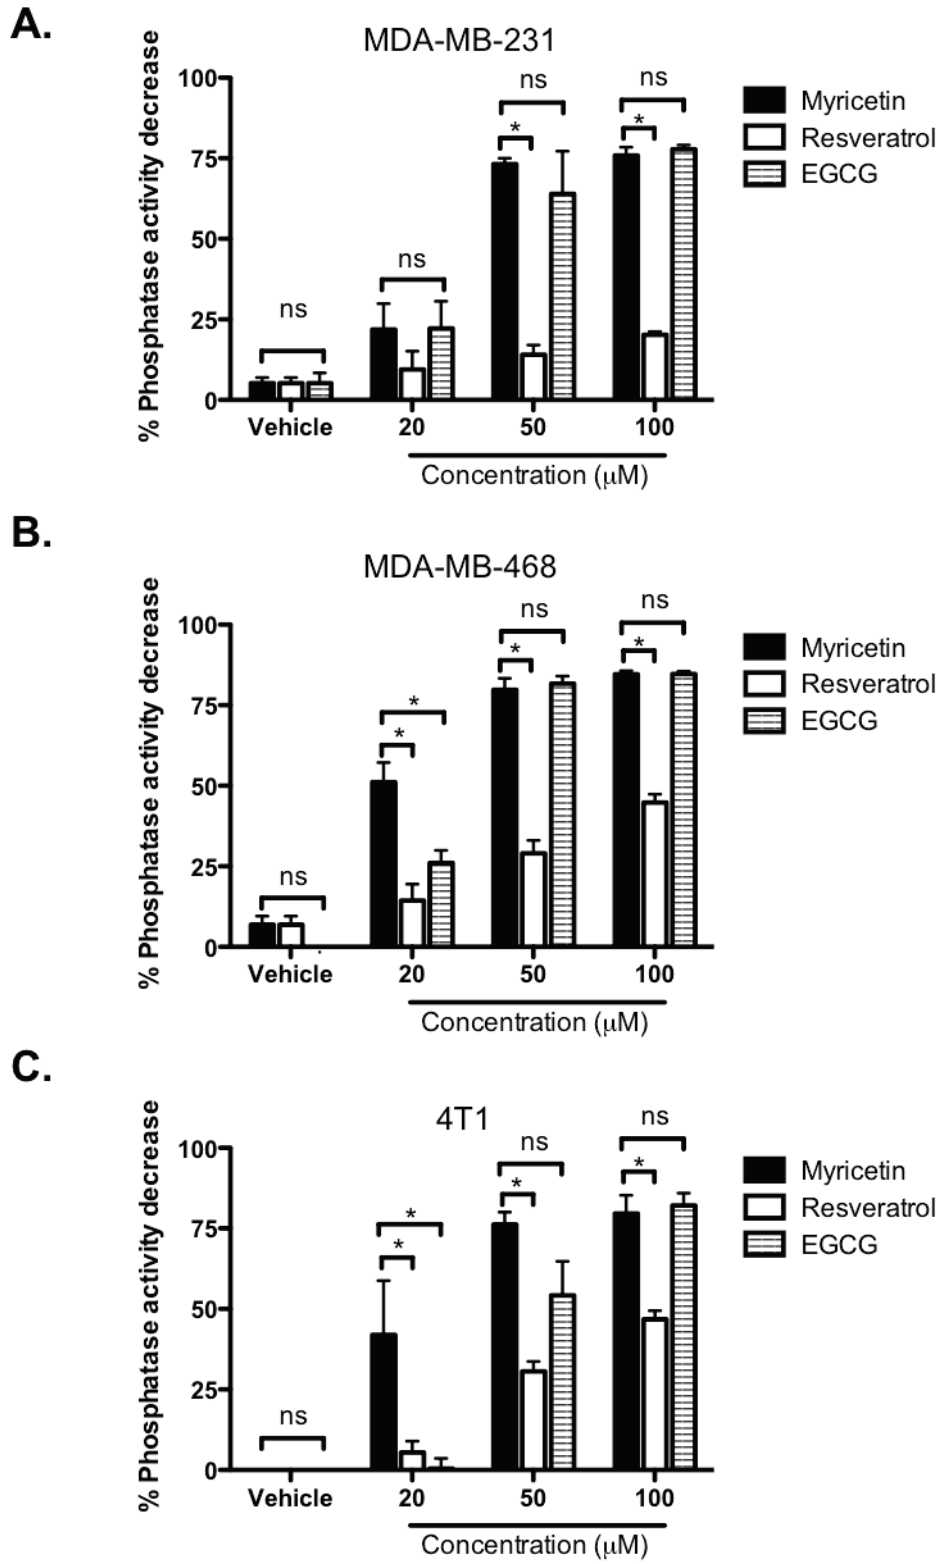 A.
MDA-MB-231
% Phosphatase activity decrease
100
75
50
25
0
ns
ns
ns
*
ns
*
Vehicle
20
50
100
Concentration (μM)
Myricetin
Resveratrol
EGCG
B.
MDA-MB-468
% Phosphatase activity decrease
100
75
50
25
0
ns
*
*
ns
*
ns
*
Vehicle
20
50
100
Concentration (μM)
Myricetin
Resveratrol
EGCG
C.
4T1
% Phosphatase activity decrease
100
75
50
25
0
ns
*
*
ns
*
ns
*
Vehicle
20
50
100
Concentration (μM)
Myricetin
Resveratrol
EGCG